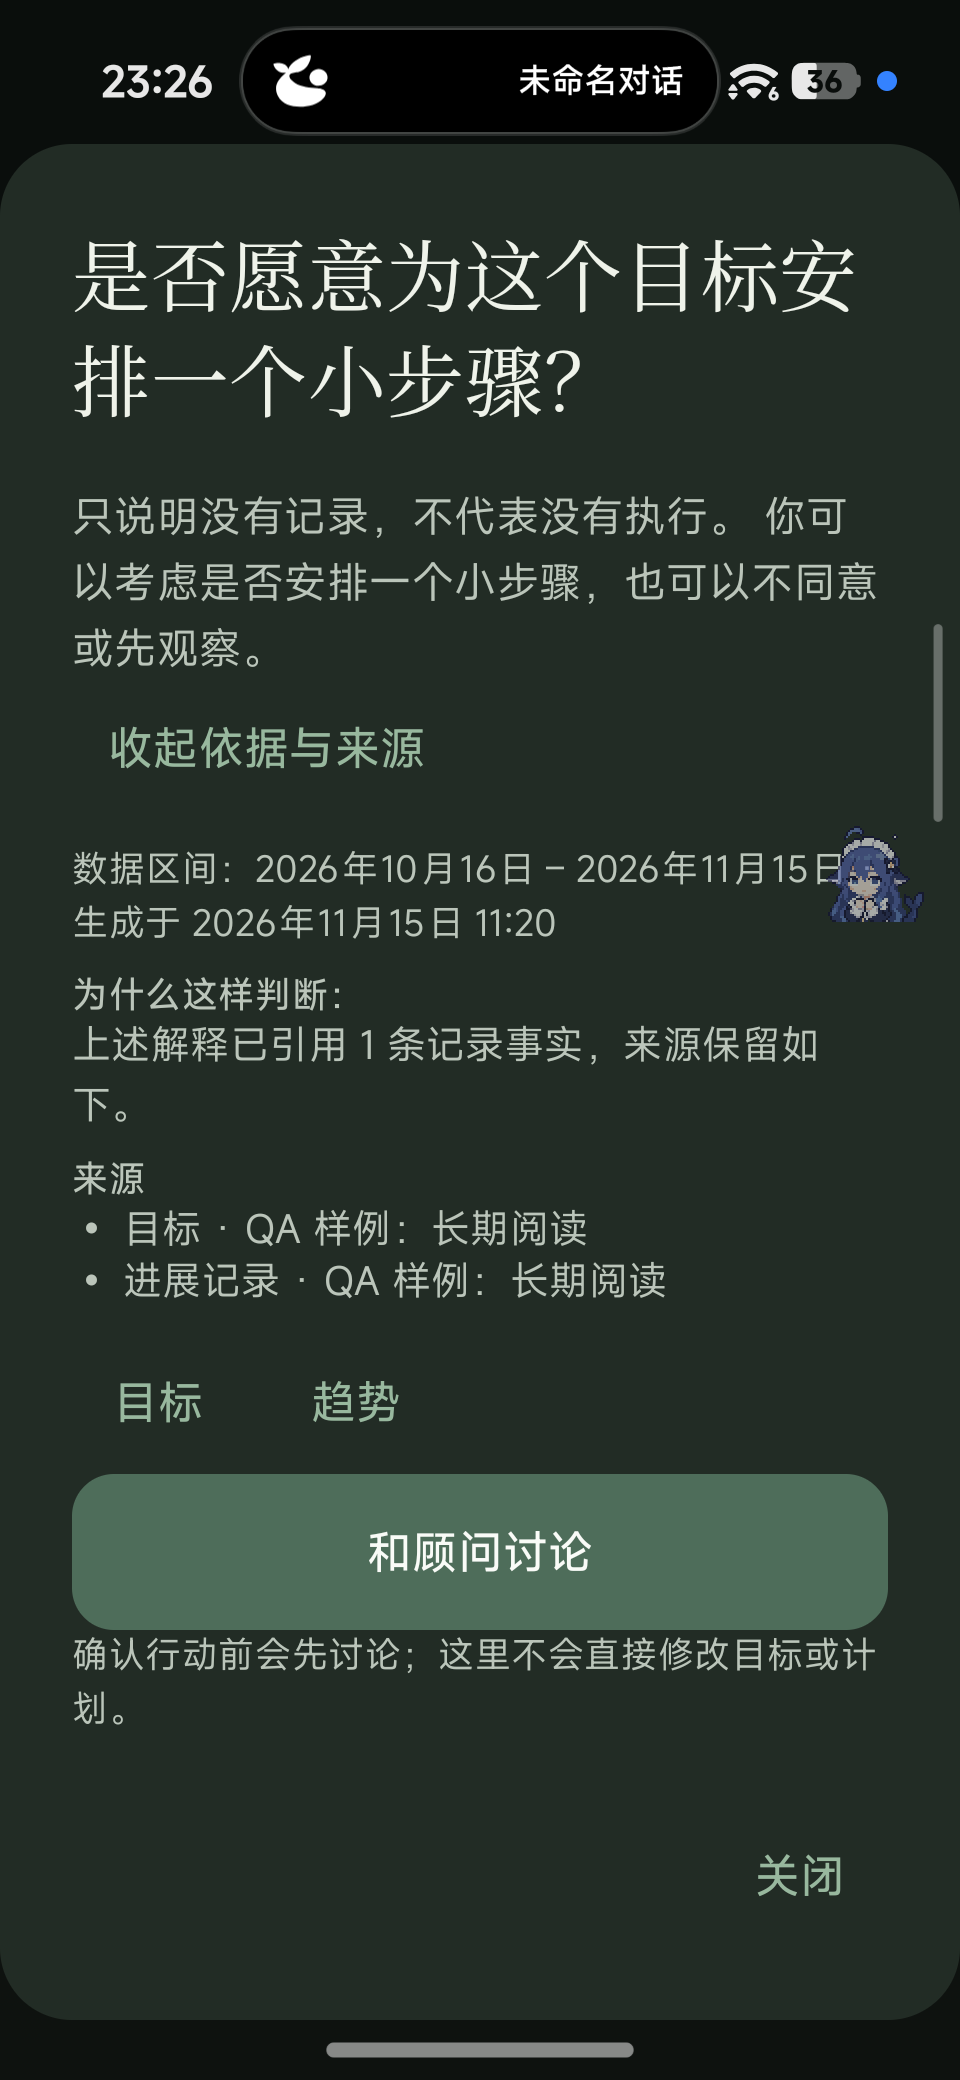 23:26
未命名对话
6
36
是否愿意为这个目标安
排一个小步骤？
只说明没有记录，不代表没有执行。 你可
以考虑是否安排一个小步骤，也可以不同意
或先观察。
收起依据与来源
数据区间：2026年10月16日 – 2026年11月15日
生成于 2026年11月15日 11:20
为什么这样判断：
上述解释已引用 1 条记录事实，来源保留如
下。
来源
• 目标 · QA 样例：长期阅读
• 进展记录 · QA 样例：长期阅读
目标 趋势
和顾问讨论
确认行动前会先讨论；这里不会直接修改目标或计
划。
关闭